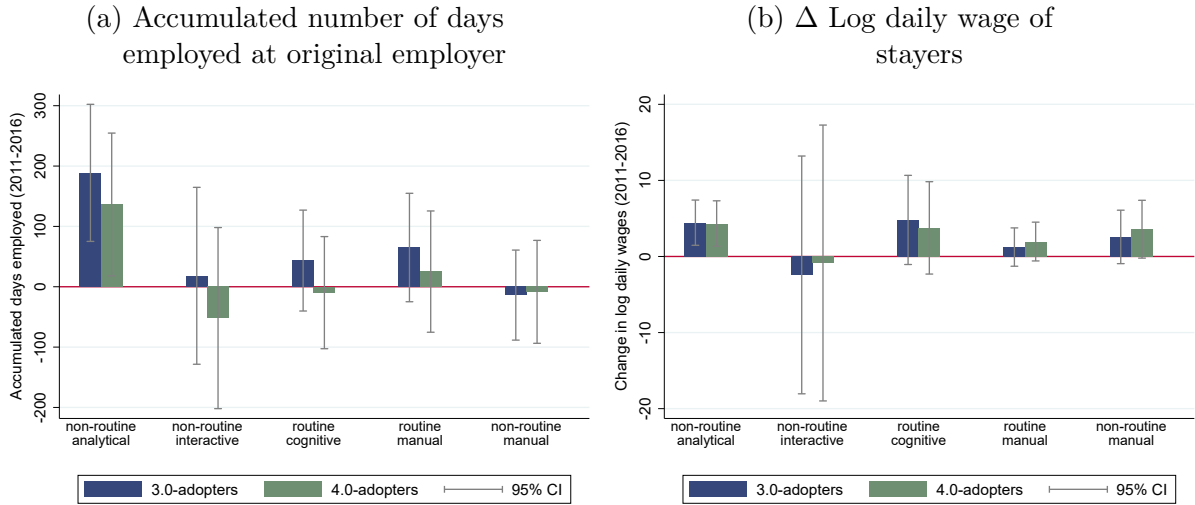 (a) Accumulated number of days
employed at original employer
Accumulated days employed (2011-2016)
300
200
100
0
-100
-200
non-routine
analytical
non-routine
interactive
routine
cognitive
routine
manual
non-routine
manual
3.0-adopters
4.0-adopters
95% CI
(b) Δ Log daily wage of
stayers
Change in log daily wages (2011-2016)
20
10
0
-10
-20
non-routine
analytical
non-routine
interactive
routine
cognitive
routine
manual
non-routine
manual
3.0-adopters
4.0-adopters
95% CI